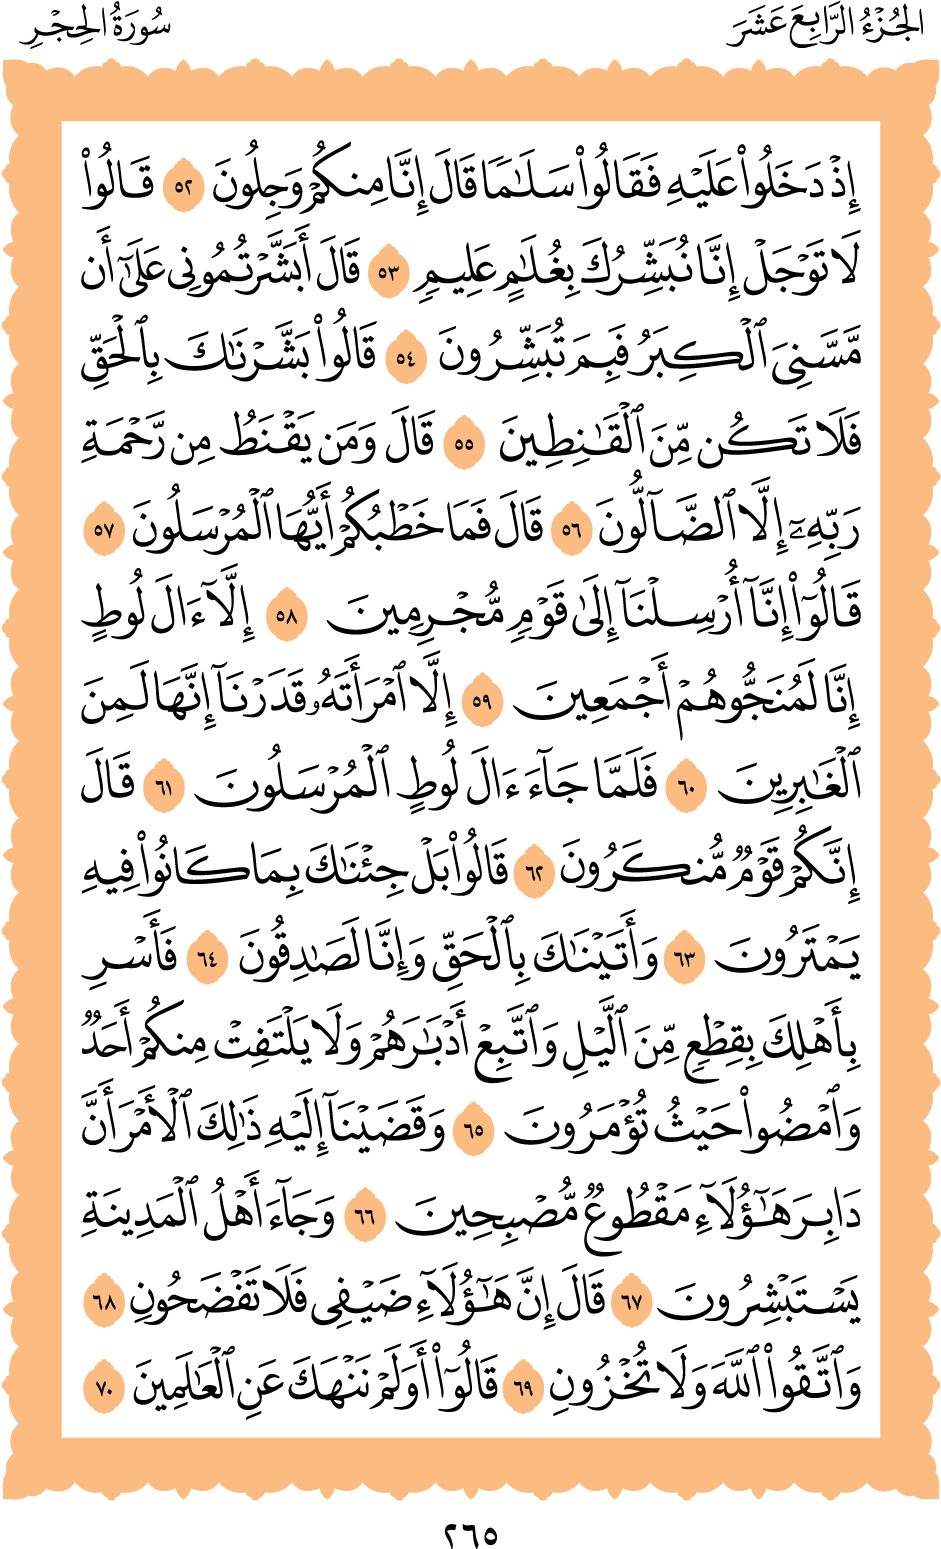 الجُزْءُ الرَّابِعَ عَشَرَ
سُورَةُ الحِجْرِ
إِذْ دَخَلُوا۟ عَلَيْهِ فَقَالُوا۟ سَلَـٰمًا قَالَ إِنَّا مِنكُمْ وَجِلُونَ ٥٢ قَالُوا۟
لَا تَوْجَلْ إِنَّا نُبَشِّرُكَ بِغُلَـٰمٍ عَلِيمٍ ٥٣ قَالَ أَبَشَّرْتُمُونِى عَلَىٰٓ أَن
مَّسَّنِىَ ٱلْكِبَرُ فَبِمَ تُبَشِّرُونَ ٥٤ قَالُوا۟ بَشَّرْنَـٰكَ بِٱلْحَقِّ
فَلَا تَكُن مِّنَ ٱلْقَـٰنِطِينَ ٥٥ قَالَ وَمَن يَقْنَطُ مِن رَّحْمَةِ
رَبِّهِۦٓ إِلَّا ٱلضَّآلُّونَ ٥٦ قَالَ فَمَا خَطْبُكُمْ أَيُّهَا ٱلْمُرْسَلُونَ ٥٧
قَالُوٓا۟ إِنَّآ أُرْسِلْنَآ إِلَىٰ قَوْمٍ مُّجْرِمِينَ ٥٨ إِلَّآ ءَالَ لُوطٍ
إِنَّا لَمُنَجُّوهُمْ أَجْمَعِينَ ٥٩ إِلَّا ٱمْرَأَتَهُۥ قَدَّرْنَآ إِنَّهَا لَمِنَ
ٱلْغَـٰبِرِينَ ٦٠ فَلَمَّا جَآءَ ءَالَ لُوطٍ ٱلْمُرْسَلُونَ ٦١ قَالَ
إِنَّكُمْ قَوْمٌ مُّنكَرُونَ ٦٢ قَالُوا۟ بَلْ جِئْنَـٰكَ بِمَا كَانُوا۟ فِيهِ
يَمْتَرُونَ ٦٣ وَأَتَيْنَـٰكَ بِٱلْحَقِّ وَإِنَّا لَصَـٰدِقُونَ ٦٤ فَأَسْرِ
بِأَهْلِكَ بِقِطْعٍ مِّنَ ٱلَّيْلِ وَٱتَّبِعْ أَدْبَـٰرَهُمْ وَلَا يَلْتَفِتْ مِنكُمْ أَحَدٌ
وَٱمْضُوا۟ حَيْثُ تُؤْمَرُونَ ٦٥ وَقَضَيْنَآ إِلَيْهِ ذَٰلِكَ ٱلْأَمْرَ أَنَّ
دَابِرَ هَـٰٓؤُلَآءِ مَقْطُوعٌ مُّصْبِحِينَ ٦٦ وَجَآءَ أَهْلُ ٱلْمَدِينَةِ
يَسْتَبْشِرُونَ ٦٧ قَالَ إِنَّ هَـٰٓؤُلَآءِ ضَيْفِى فَلَا تَفْضَحُونِ ٦٨
وَٱتَّقُوا۟ ٱللَّهَ وَلَا تُخْزُونِ ٦٩ قَالُوٓا۟ أَوَلَمْ نَنْهَكَ عَنِ ٱلْعَـٰلَمِينَ ٧٠
٢٦٥